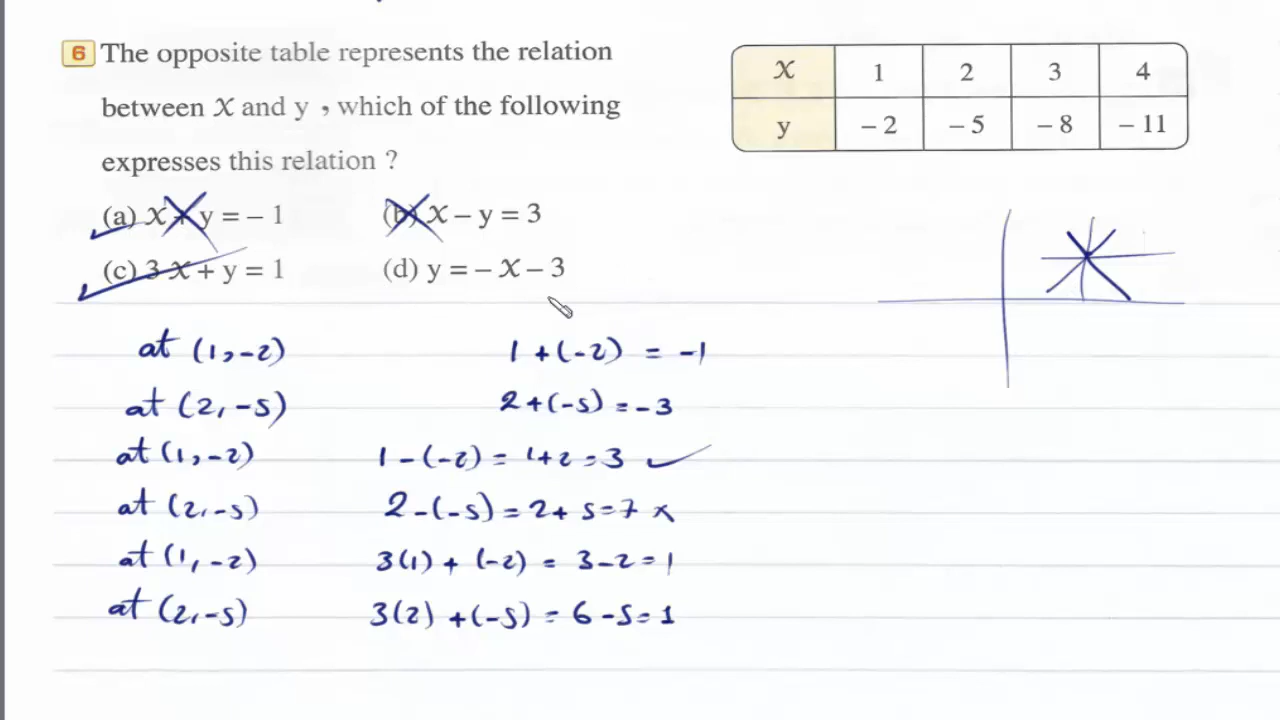 6 The opposite table represents the relation
between x and y , which of the following
expresses this relation ?
x 1 2 3 4
y – 2 – 5 – 8 – 11
(a) x + y = – 1 (b) x – y = 3
(c) 3 x + y = 1 (d) y = – x – 3
at (1,-2) 1 + (-2) = -1
at (2,-5) 2 + (-5) = -3
at (1,-2) 1 - (-2) = 1+2 = 3 ✓
at (2,-5) 2 - (-5) = 2 + 5 = 7 ×
at (1,-2) 3(1) + (-2) = 3 - 2 = 1
at (2,-5) 3(2) + (-5) = 6 - 5 = 1